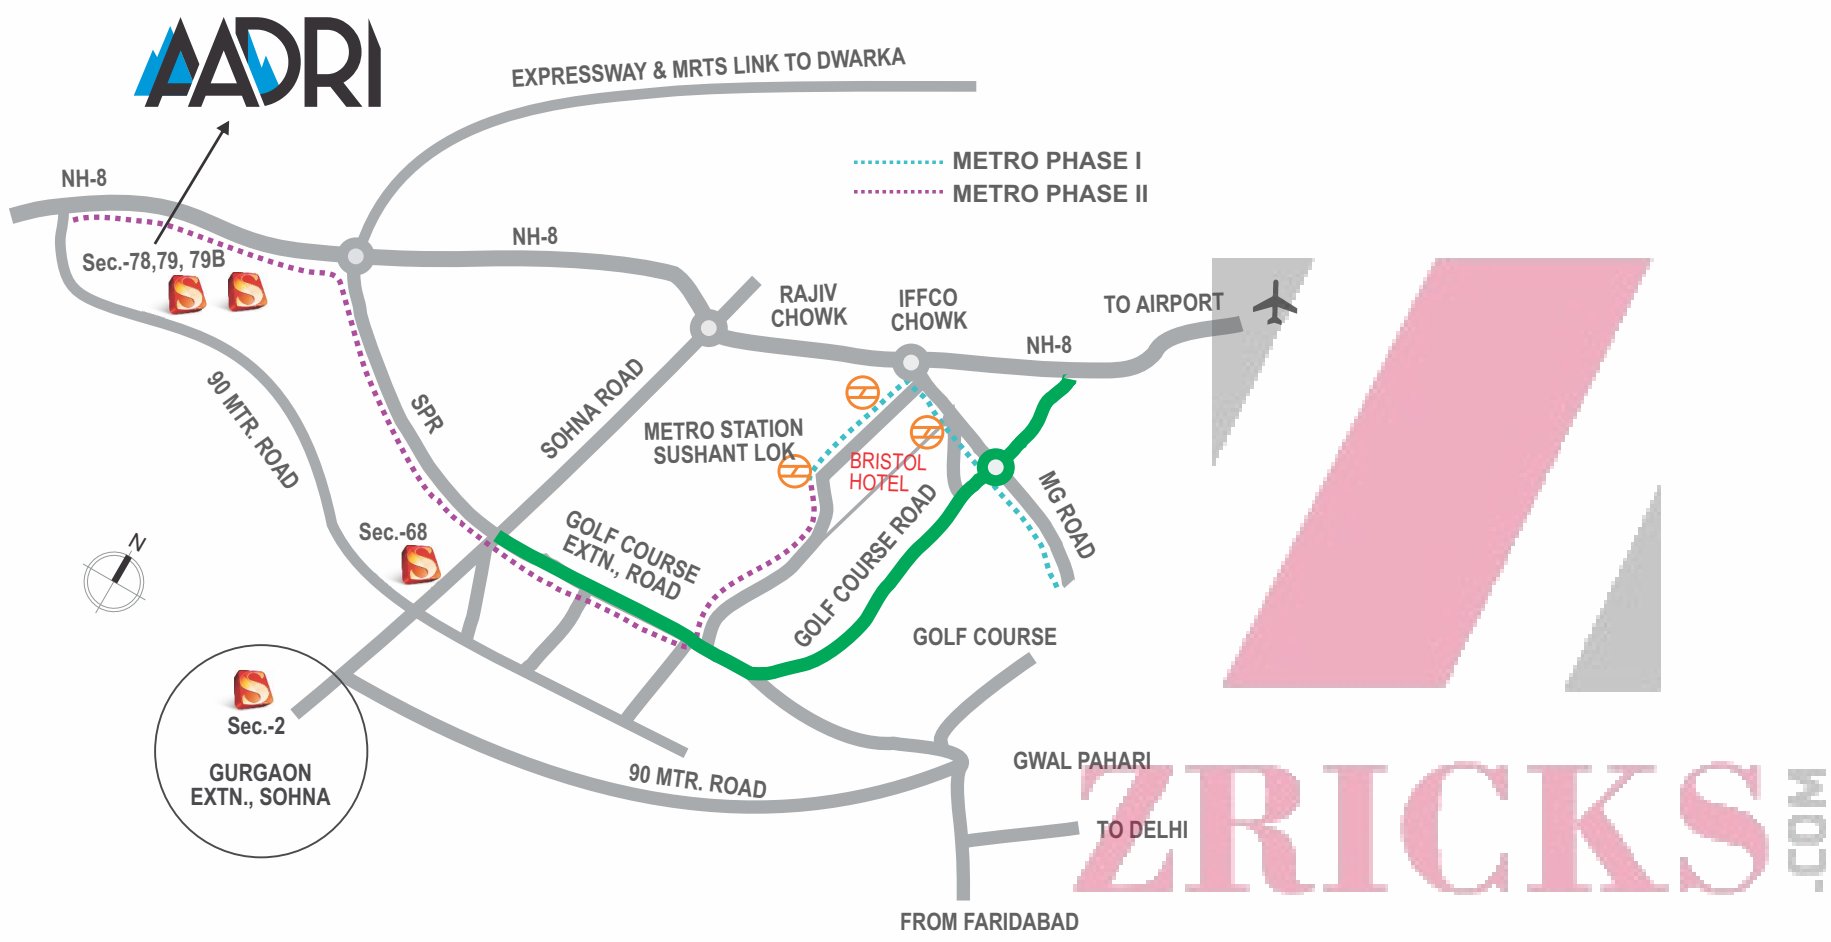 AADRI
EXPRESSWAY & MRTS LINK TO DWARKA
METRO PHASE I
METRO PHASE II
NH-8
NH-8
Sec.-78,79, 79B
S
S
RAJIV
CHOWK
IFFCO
CHOWK
TO AIRPORT
NH-8
90 MTR. ROAD
SPR
SOHNA ROAD
METRO STATION
SUSHANT LOK
BRISTOL
HOTEL
MG ROAD
GOLF COURSE ROAD
GOLF COURSE
EXTN., ROAD
Sec.-68
S
N
GOLF COURSE
S
Sec.-2
GURGAON
EXTN., SOHNA
90 MTR. ROAD
GWAL PAHARI
TO DELHI
FROM FARIDABAD
ZRICKS
.COM